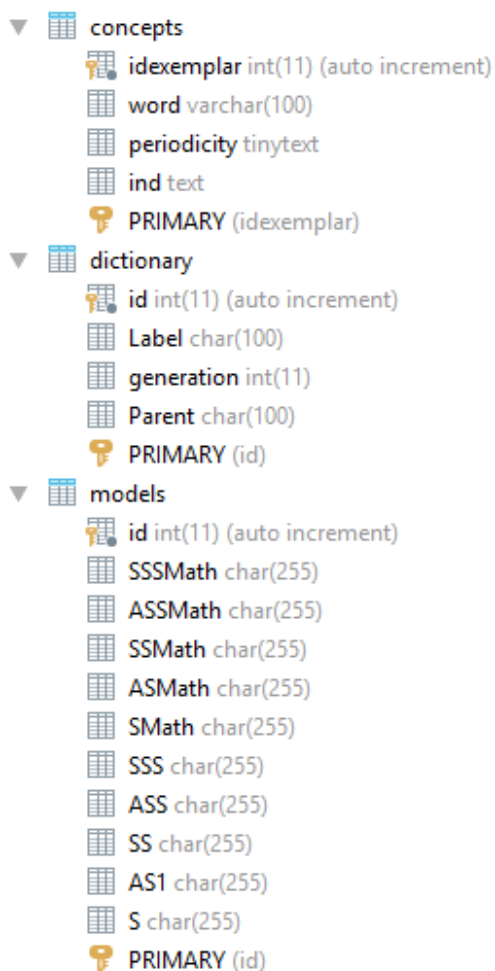 concepts
idexemplar int(11) (auto increment)
word varchar(100)
periodicity tinytext
ind text
PRIMARY (idexemplar)
dictionary
id int(11) (auto increment)
Label char(100)
generation int(11)
Parent char(100)
PRIMARY (id)
models
id int(11) (auto increment)
SSSMath char(255)
ASSMath char(255)
SSMath char(255)
ASMath char(255)
SMath char(255)
SSS char(255)
ASS char(255)
SS char(255)
AS1 char(255)
S char(255)
PRIMARY (id)